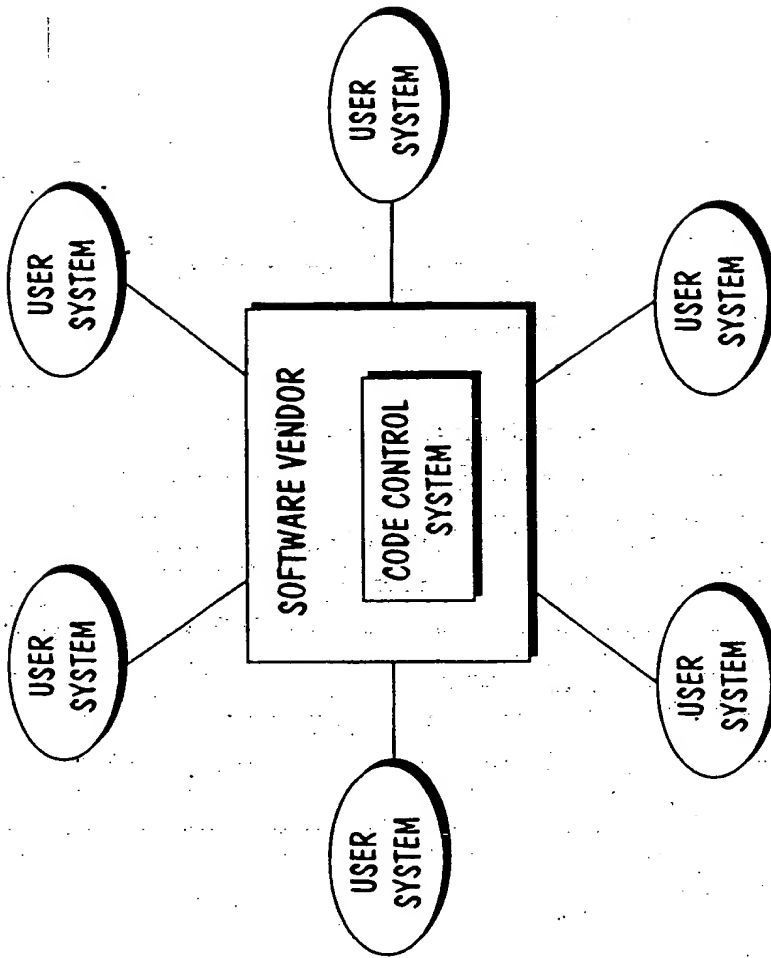 USER
SYSTEM
USER
SYSTEM
SOFTWARE VENDOR
USER
SYSTEM
CODE CONTROL
SYSTEM
USER
SYSTEM
USER
SYSTEM
USER
SYSTEM